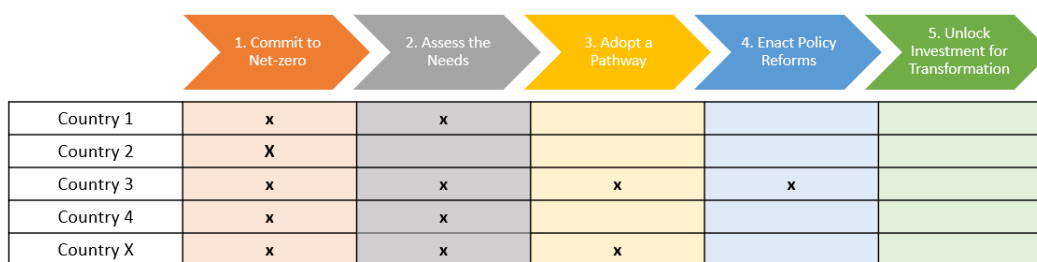 1. Commit to
Net-zero
2. Assess the
Needs
3. Adopt a
Pathway
4. Enact Policy
Reforms
5. Unlock
Investment for
Transformation
Country 1 x x
Country 2 X
Country 3 x x x x
Country 4 x x
Country X x x x